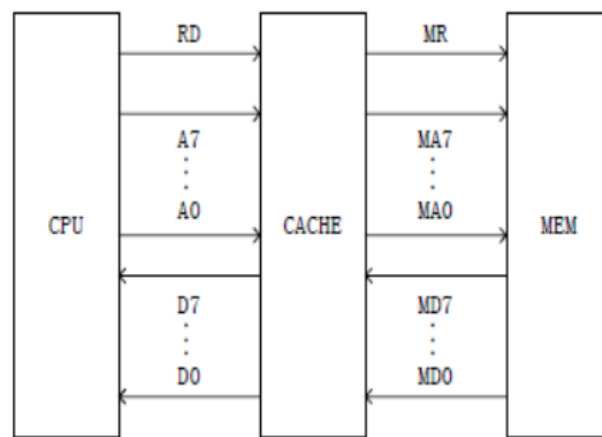 RD MR
A7 MA7
CPU A0 CACHE MA0 MEM
D7 MD7
D0 MD0